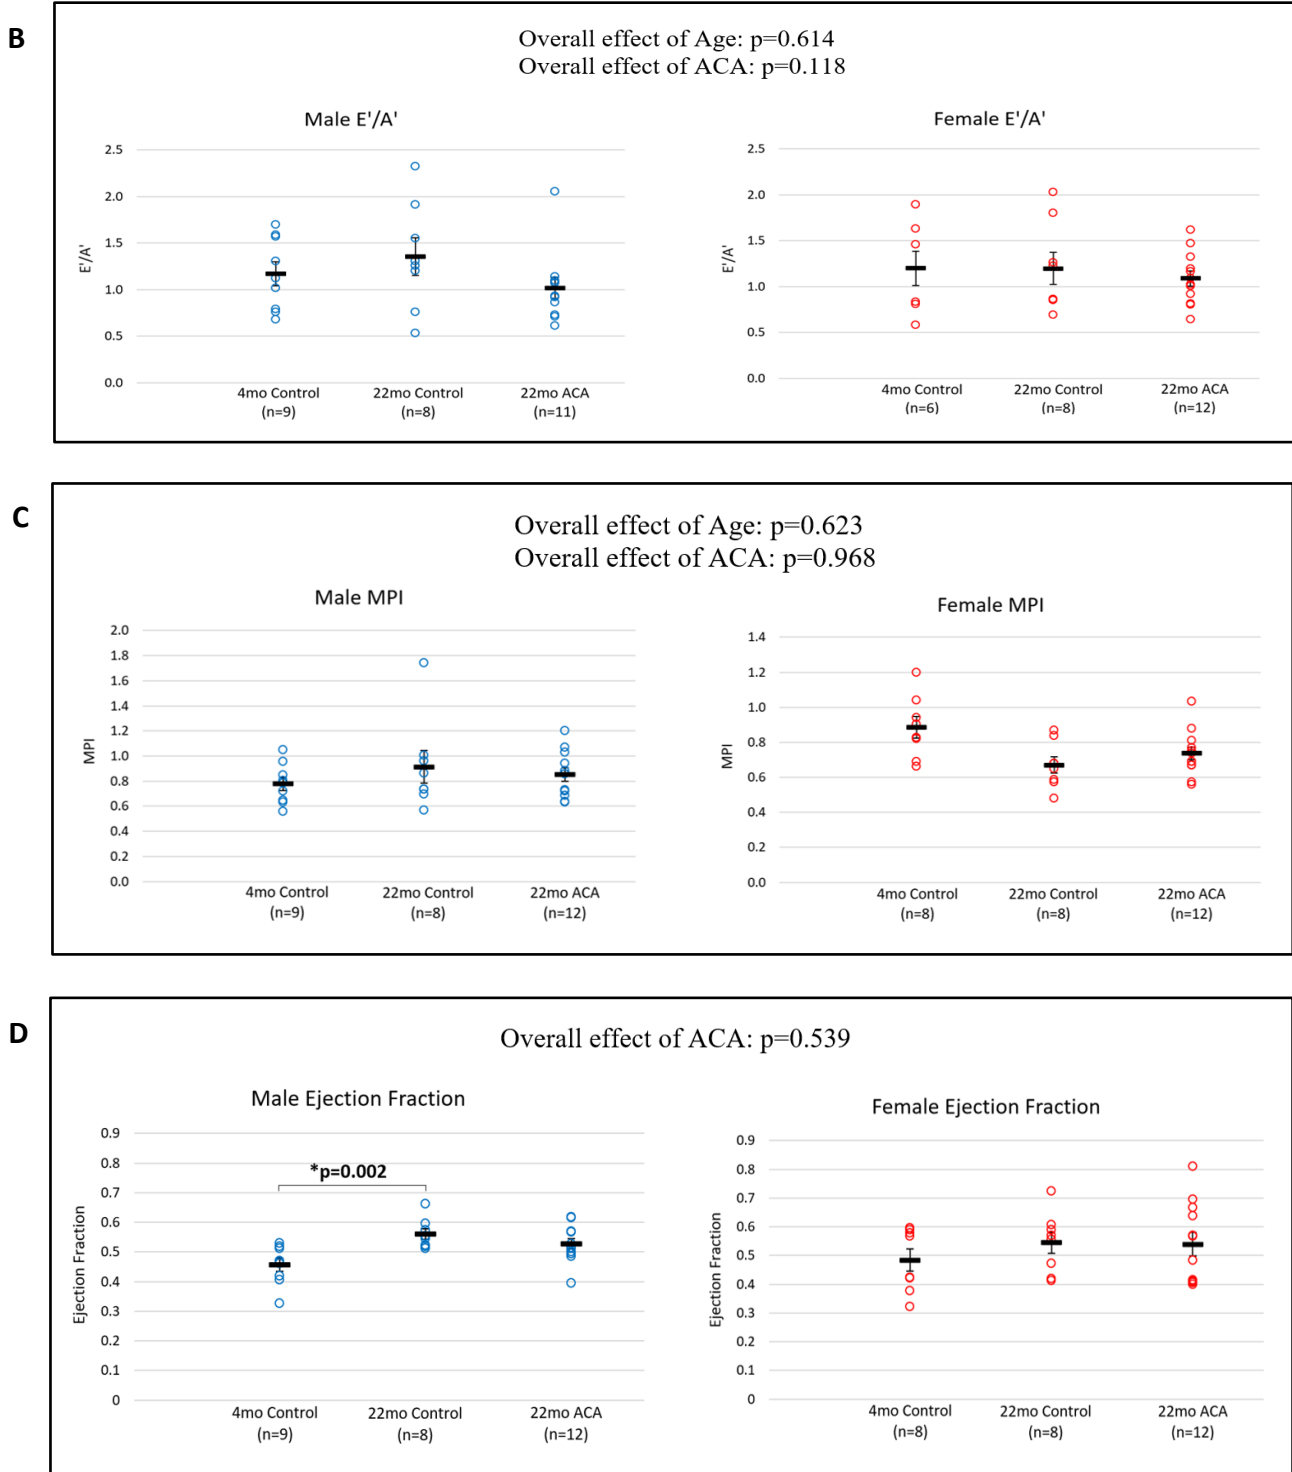 B
Overall effect of Age: p=0.614
Overall effect of ACA: p=0.118
Male E'/A'
E'/A'
2.5
2.0
1.5
1.0
0.5
0.0
4mo Control
(n=9)
22mo Control
(n=8)
22mo ACA
(n=11)
Female E'/A'
E'/A'
2.5
2.0
1.5
1.0
0.5
0.0
4mo Control
(n=6)
22mo Control
(n=8)
22mo ACA
(n=12)
C
Overall effect of Age: p=0.623
Overall effect of ACA: p=0.968
Male MPI
MPI
2.0
1.8
1.6
1.4
1.2
1.0
0.8
0.6
0.4
0.2
0.0
4mo Control
(n=9)
22mo Control
(n=8)
22mo ACA
(n=12)
Female MPI
MPI
1.4
1.2
1.0
0.8
0.6
0.4
0.2
0.0
4mo Control
(n=8)
22mo Control
(n=8)
22mo ACA
(n=12)
D
Overall effect of ACA: p=0.539
Male Ejection Fraction
Ejection Fraction
0.9
0.8
0.7
0.6
0.5
0.4
0.3
0.2
0.1
0
*p=0.002
4mo Control
(n=9)
22mo Control
(n=8)
22mo ACA
(n=12)
Female Ejection Fraction
Ejection Fraction
0.9
0.8
0.7
0.6
0.5
0.4
0.3
0.2
0.1
0
4mo Control
(n=8)
22mo Control
(n=8)
22mo ACA
(n=12)